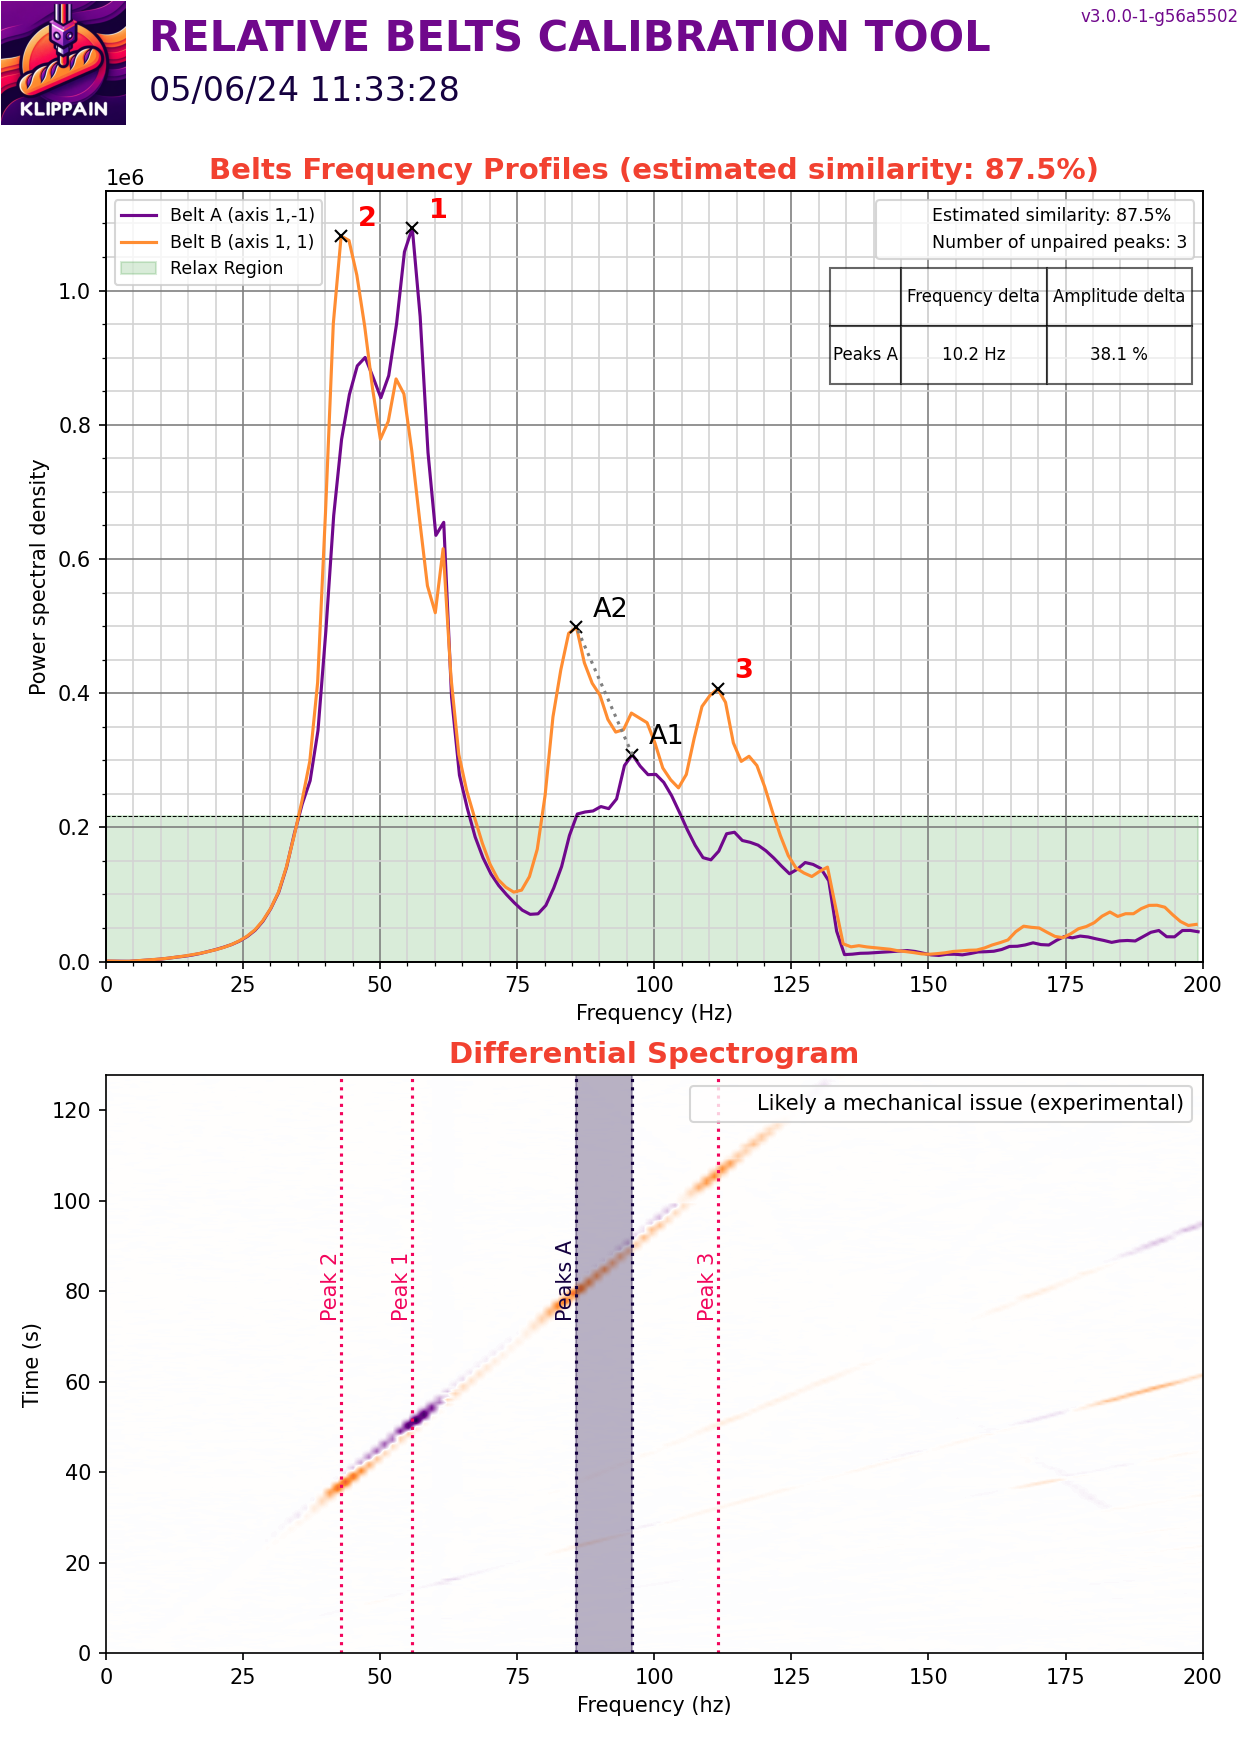 v3.0.0-1-g56a5502
RELATIVE BELTS CALIBRATION TOOL
05/06/24 11:33:28
KLIPPAIN
Belts Frequency Profiles (estimated similarity: 87.5%)
1e6
Belt A (axis 1,-1)
Belt B (axis 1, 1)
Relax Region
2
1
Estimated similarity: 87.5%
Number of unpaired peaks: 3
Frequency delta Amplitude delta
Peaks A 10.2 Hz 38.1 %
A2
3
A1
Power spectral density
1.0
0.8
0.6
0.4
0.2
0.0
0 25 50 75 100 125 150 175 200
Frequency (Hz)
Differential Spectrogram
Likely a mechanical issue (experimental)
Peak 2
Peak 1
Peaks A
Peak 3
Time (s)
120
100
80
60
40
20
0
0 25 50 75 100 125 150 175 200
Frequency (hz)